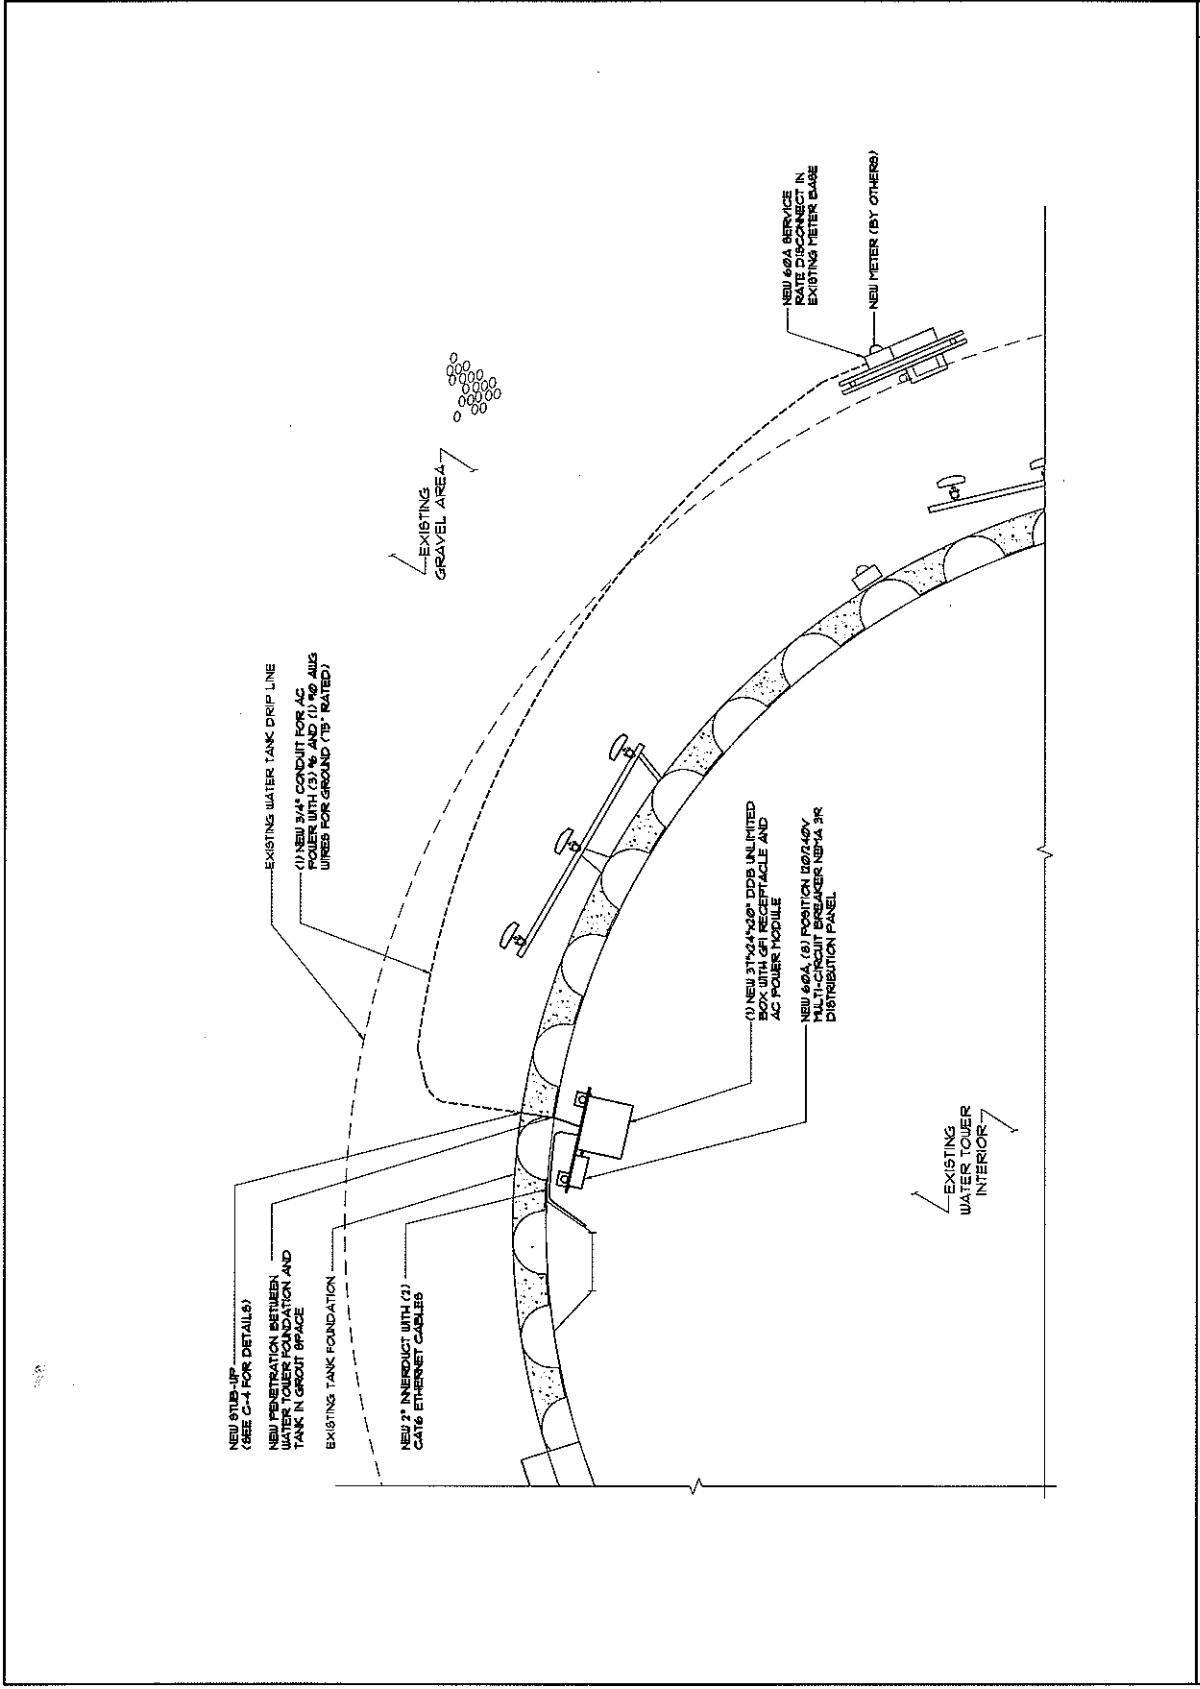 NEW STUB-UP
(SEE C-4 FOR DETAILS)
NEW PENETRATION BETWEEN
WATER TOWER FOUNDATION AND
TANK IN GROUT SPACE
EXISTING TANK FOUNDATION
NEW 2" INNERDUCT WITH (2)
CAT6 ETHERNET CABLES
EXISTING WATER TANK DRIP LINE
(1) NEW 3/4" CONDUIT FOR AC
POWER WITH (3) #6 AND (1) #10 AWG
WIRES FOR GROUND (75° RATED)
EXISTING
GRAVEL AREA
NEW 60A SERVICE
RATE DISCONNECT IN
EXISTING METER BASE
NEW METER (BY OTHERS)
(1) NEW 37"x24"x20" DDB UNLIMITED
BOX WITH GFI RECEPTACLE AND
AC POWER MODULE
NEW 60A, (8) POSITION 120/240V
MULTI-CIRCUIT BREAKER NEMA 3R
DISTRIBUTION PANEL
EXISTING
WATER TOWER
INTERIOR